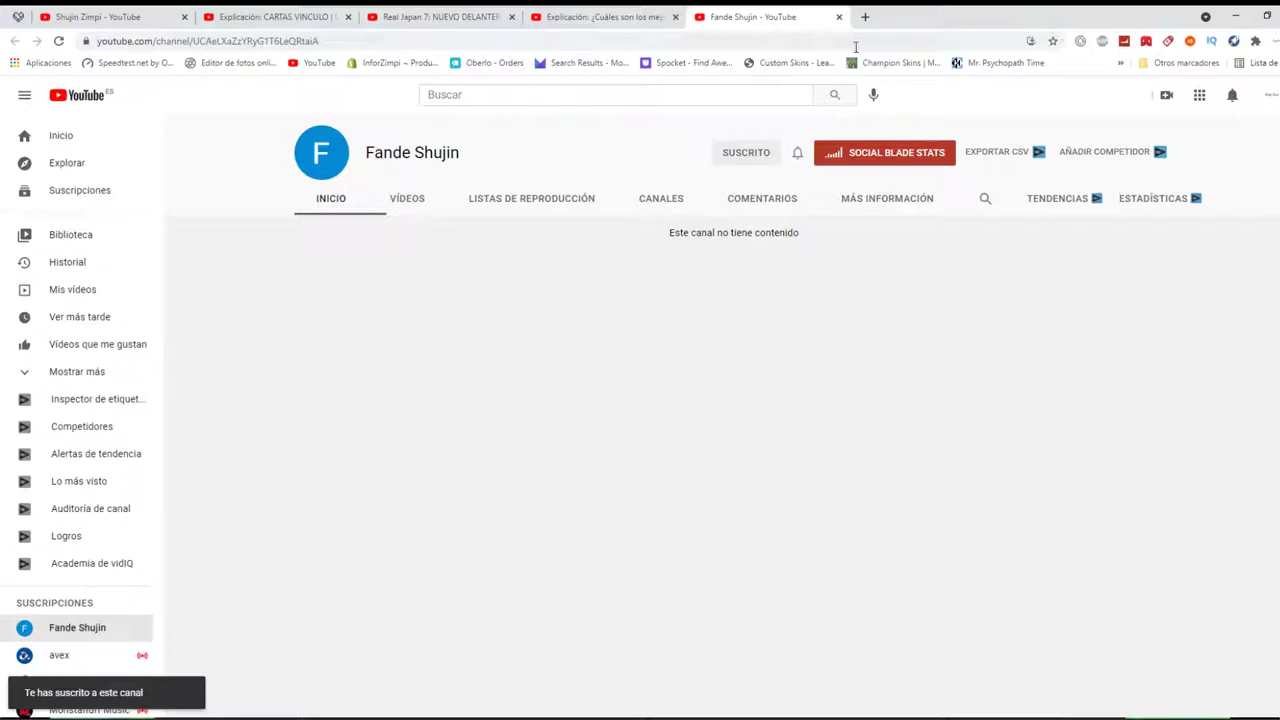 Shujin Zimpi - YouTube
Explicación: CARTAS VINCULO |
Real Japan 7: NUEVO DELANTER
Explicación: ¿Cuáles son los mej
Fande Shujin - YouTube
youtube.com/channel/UCAeLXaZzYRyG1T6LeQRtaiA
IQ
Aplicaciones
Speedtest.net by O...
Editor de fotos onli...
YouTube
InforZimpi ~ Produ...
Oberlo - Orders
Search Results - Mo...
Spocket - Find Awe...
Custom Skins - Lea...
Champion Skins | M...
Mr. Psychopath Time
»
Otros marcadores
Lista de
YouTube ES
Buscar
Inicio
Explorar
Suscripciones
Biblioteca
Historial
Mis vídeos
Ver más tarde
Vídeos que me gustan
Mostrar más
Inspector de etiquet...
Competidores
Alertas de tendencia
Lo más visto
Auditoría de canal
Logros
Academia de vidIQ
SUSCRIPCIONES
F Fande Shujin
avex
Monstafluff Music
Te has suscrito a este canal
F
Fande Shujin
SUSCRITO
SOCIAL BLADE STATS
EXPORTAR CSV
AÑADIR COMPETIDOR
INICIO
VÍDEOS
LISTAS DE REPRODUCCIÓN
CANALES
COMENTARIOS
MÁS INFORMACIÓN
TENDENCIAS
ESTADÍSTICAS
Este canal no tiene contenido